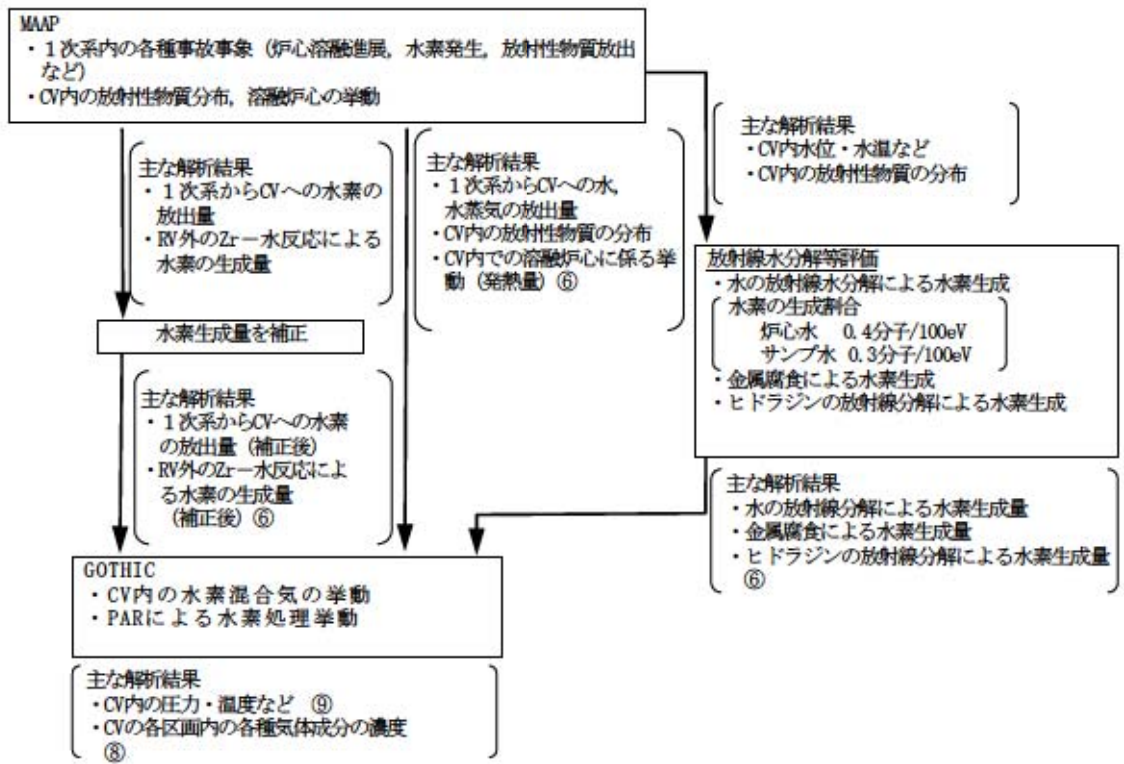 MAAP
・１次系内の各種事故事象（炉心溶融進展，水素発生，放射性物質放出
など）
・CV内の放射性物質分布，溶融炉心の挙動
主な解析結果
・１次系からCVへの水素の
放出量
・RV外のZr－水反応による
水素の生成量
主な解析結果
・１次系からCVへの水，
水蒸気の放出量
・CV内の放射性物質の分布
・CV内での溶融炉心に係る挙
動（発熱量）⑥
主な解析結果
・CV内水位・水温など
・CV内の放射性物質の分布
水素生成量を補正
放射線水分解等評価
・水の放射線水分解による水素生成
水素の生成割合
炉心水　0.4分子/100eV
サンプ水　0.3分子/100eV
・金属腐食による水素生成
・ヒドラジンの放射線分解による水素生成
主な解析結果
・１次系からCVへの水素
の放出量（補正後）
・RV外のZr－水反応によ
る水素の生成量
（補正後）⑥
主な解析結果
・水の放射線分解による水素生成量
・金属腐食による水素生成量
・ヒドラジンの放射線分解による水素生成量
⑥
GOTHIC
・CV内の水素混合気の挙動
・PARによる水素処理挙動
主な解析結果
・CV内の圧力・温度など　⑨
・CVの各区画内の各種気体成分の濃度
⑧